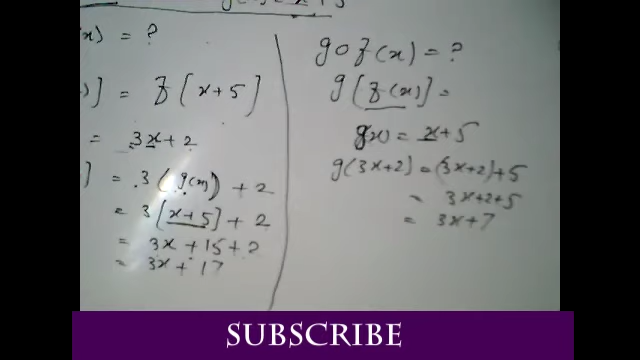 x) = ?
)] = f[x+5]
= 3x+2
] = 3(g(x)) + 2
= 3[x+5] + 2
= 3x+15+2
= 3x+17
gof(x) = ?
g[f(x)] =
g(x) = x+5
g(3x+2) = (3x+2)+5
= 3x+2+5
= 3x+7
SUBSCRIBE